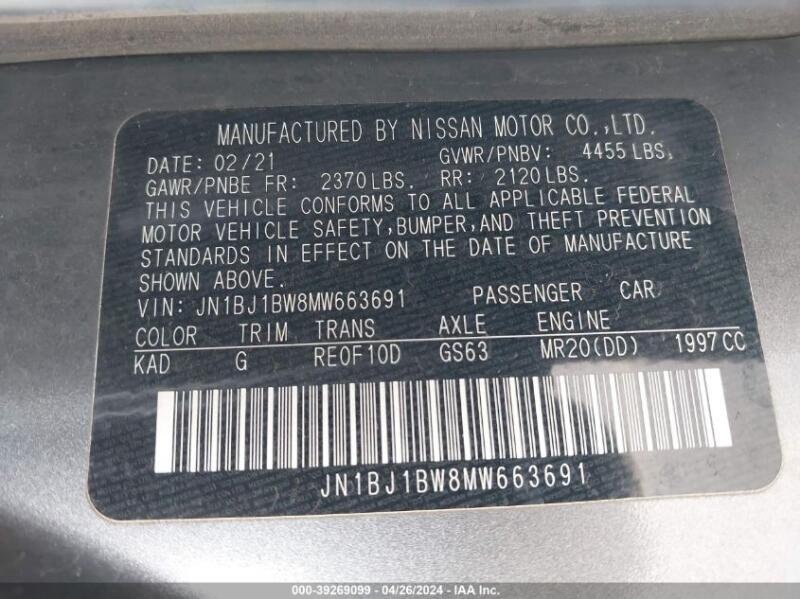 MANUFACTURED BY NISSAN MOTOR CO.,LTD.
DATE: 02/21 GVWR/PNBV: 4455 LBS.
GAWR/PNBE FR: 2370 LBS. RR: 2120 LBS.
THIS VEHICLE CONFORMS TO ALL APPLICABLE FEDERAL
MOTOR VEHICLE SAFETY, BUMPER, AND THEFT PREVENTION
STANDARDS IN EFFECT ON THE DATE OF MANUFACTURE
SHOWN ABOVE.
VIN: JN1BJ1BW8MW663691 PASSENGER CAR
COLOR TRIM TRANS AXLE ENGINE
KAD G RE0F10D GS63 MR20(DD) 1997CC
JN1BJ1BW8MW663691
000-39269099 - 04/26/2024 - IAA Inc.